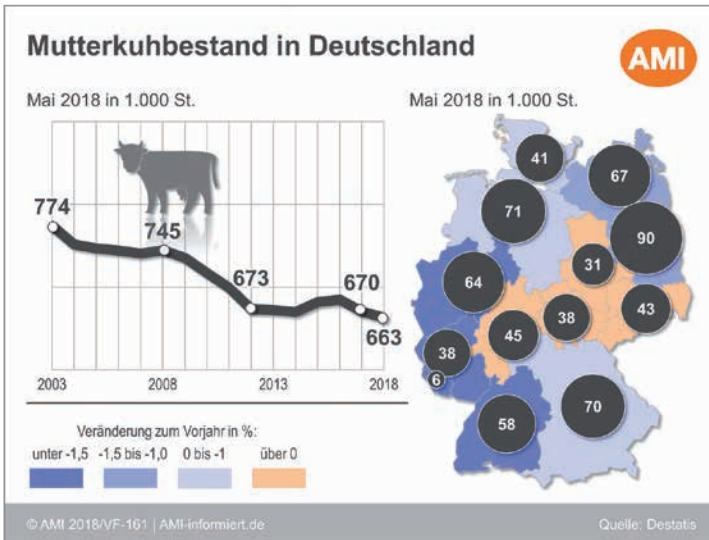 Mutterkuhbestand in Deutschland
AMI
Mai 2018 in 1.000 St.
774
745
673
670
663
2003 2008 2013 2018
Mai 2018 in 1.000 St.
41
67
71
90
31
64
43
38
45
38
6
70
58
Veränderung zum Vorjahr in %:
unter -1,5 -1,5 bis -1,0 0 bis -1 über 0
© AMI 2018/VF-161 | AMI-informiert.de Quelle: Destatis